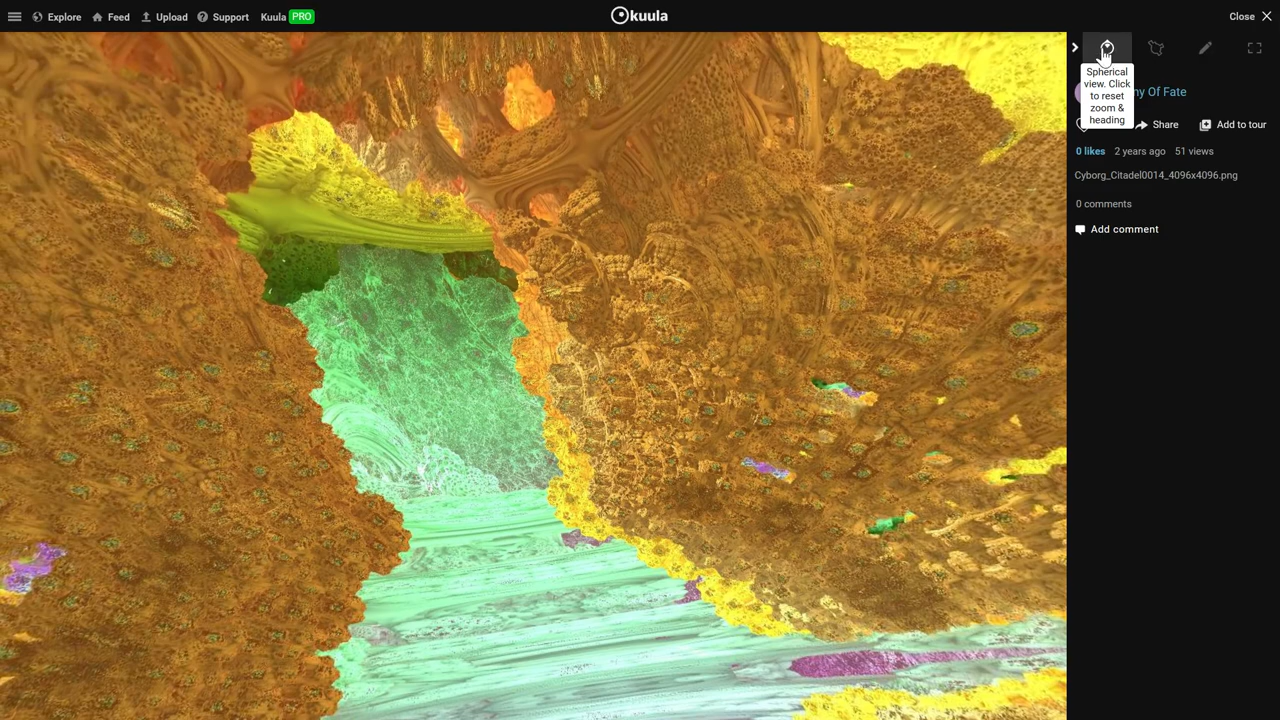 Explore Feed Upload Support Kuula PRO
kuula
Close
Spherical
view. Click
to reset
zoom &
heading
ny Of Fate
Share Add to tour
0 likes 2 years ago 51 views
Cyborg_Citadel0014_4096x4096.png
0 comments
Add comment